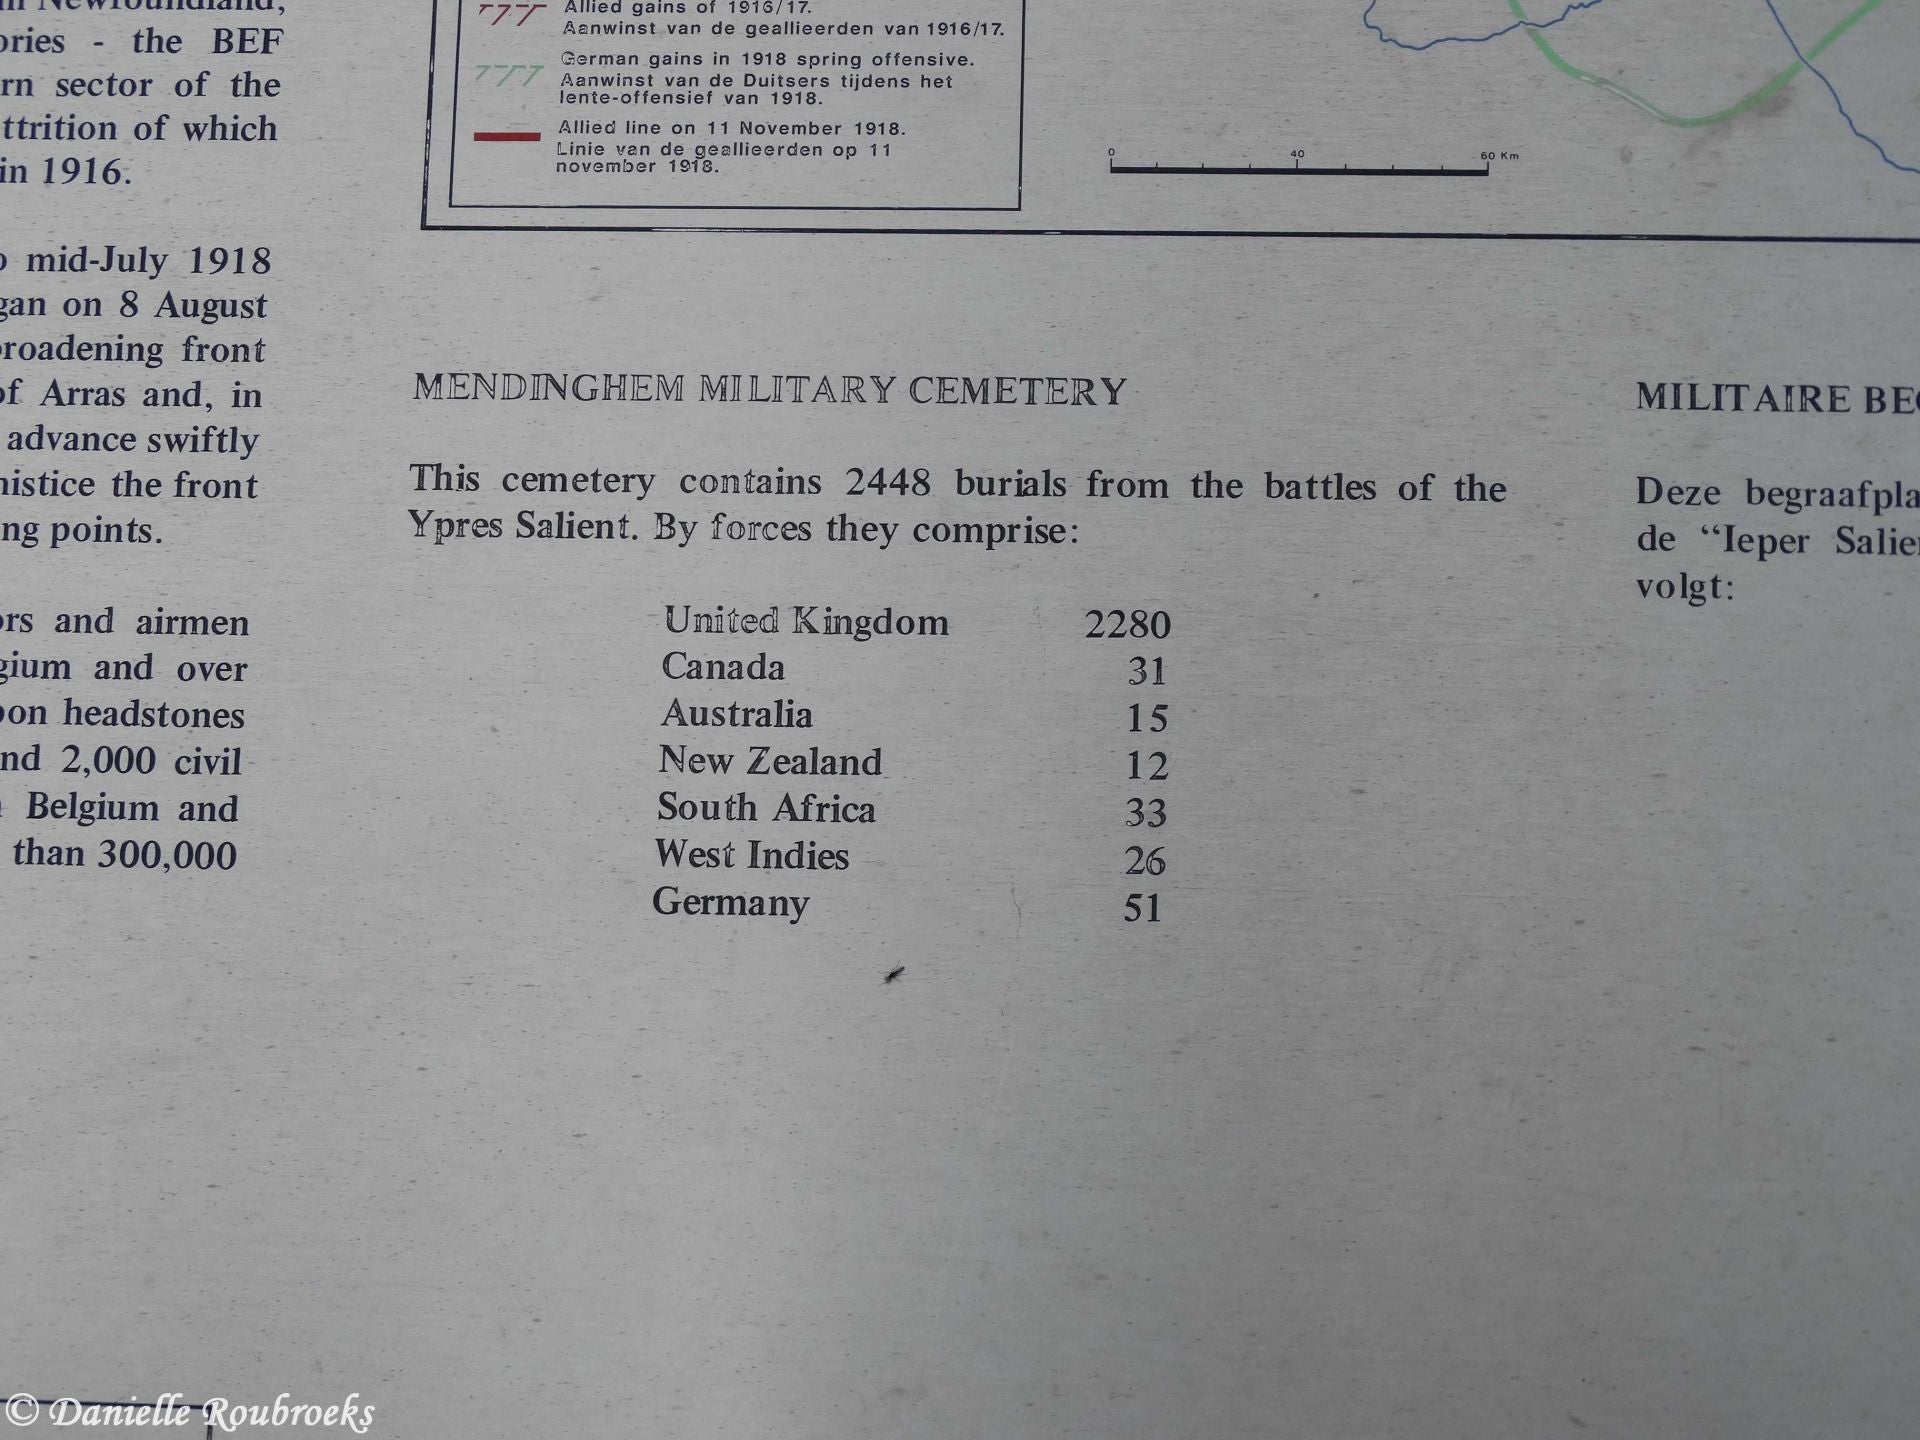 Newfoundland,
ories - the BEF
rn sector of the
ttrition of which
in 1916.
mid-July 1918
gan on 8 August
roadening front
of Arras and, in
advance swiftly
nistice the front
ng points.
ors and airmen
gium and over
pon headstones
nd 2,000 civil
Belgium and
than 300,000
Allied gains of 1916/17.
Aanwinst van de geallieerden van 1916/17.
German gains in 1918 spring offensive.
Aanwinst van de Duitsers tijdens het
lente-offensief van 1918.
Allied line on 11 November 1918.
Linie van de geallieerden op 11
november 1918.
0 40 60 Km
MENDINGHEM MILITARY CEMETERY
This cemetery contains 2448 burials from the battles of the
Ypres Salient. By forces they comprise:
United Kingdom 2280
Canada 31
Australia 15
New Zealand 12
South Africa 33
West Indies 26
Germany 51
MILITAIRE BEG
Deze begraafpla
de “Ieper Salien
volgt:
© Danielle Roubroeks